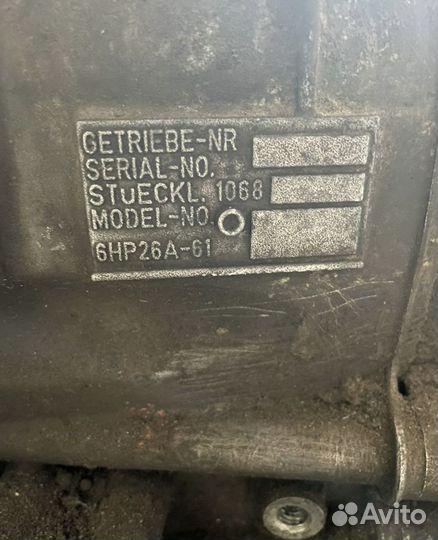 GETRIEBE-NR
SERIAL-NO.
STUECKL. 1068
MODEL-NO.
6HP26A-61
Avito